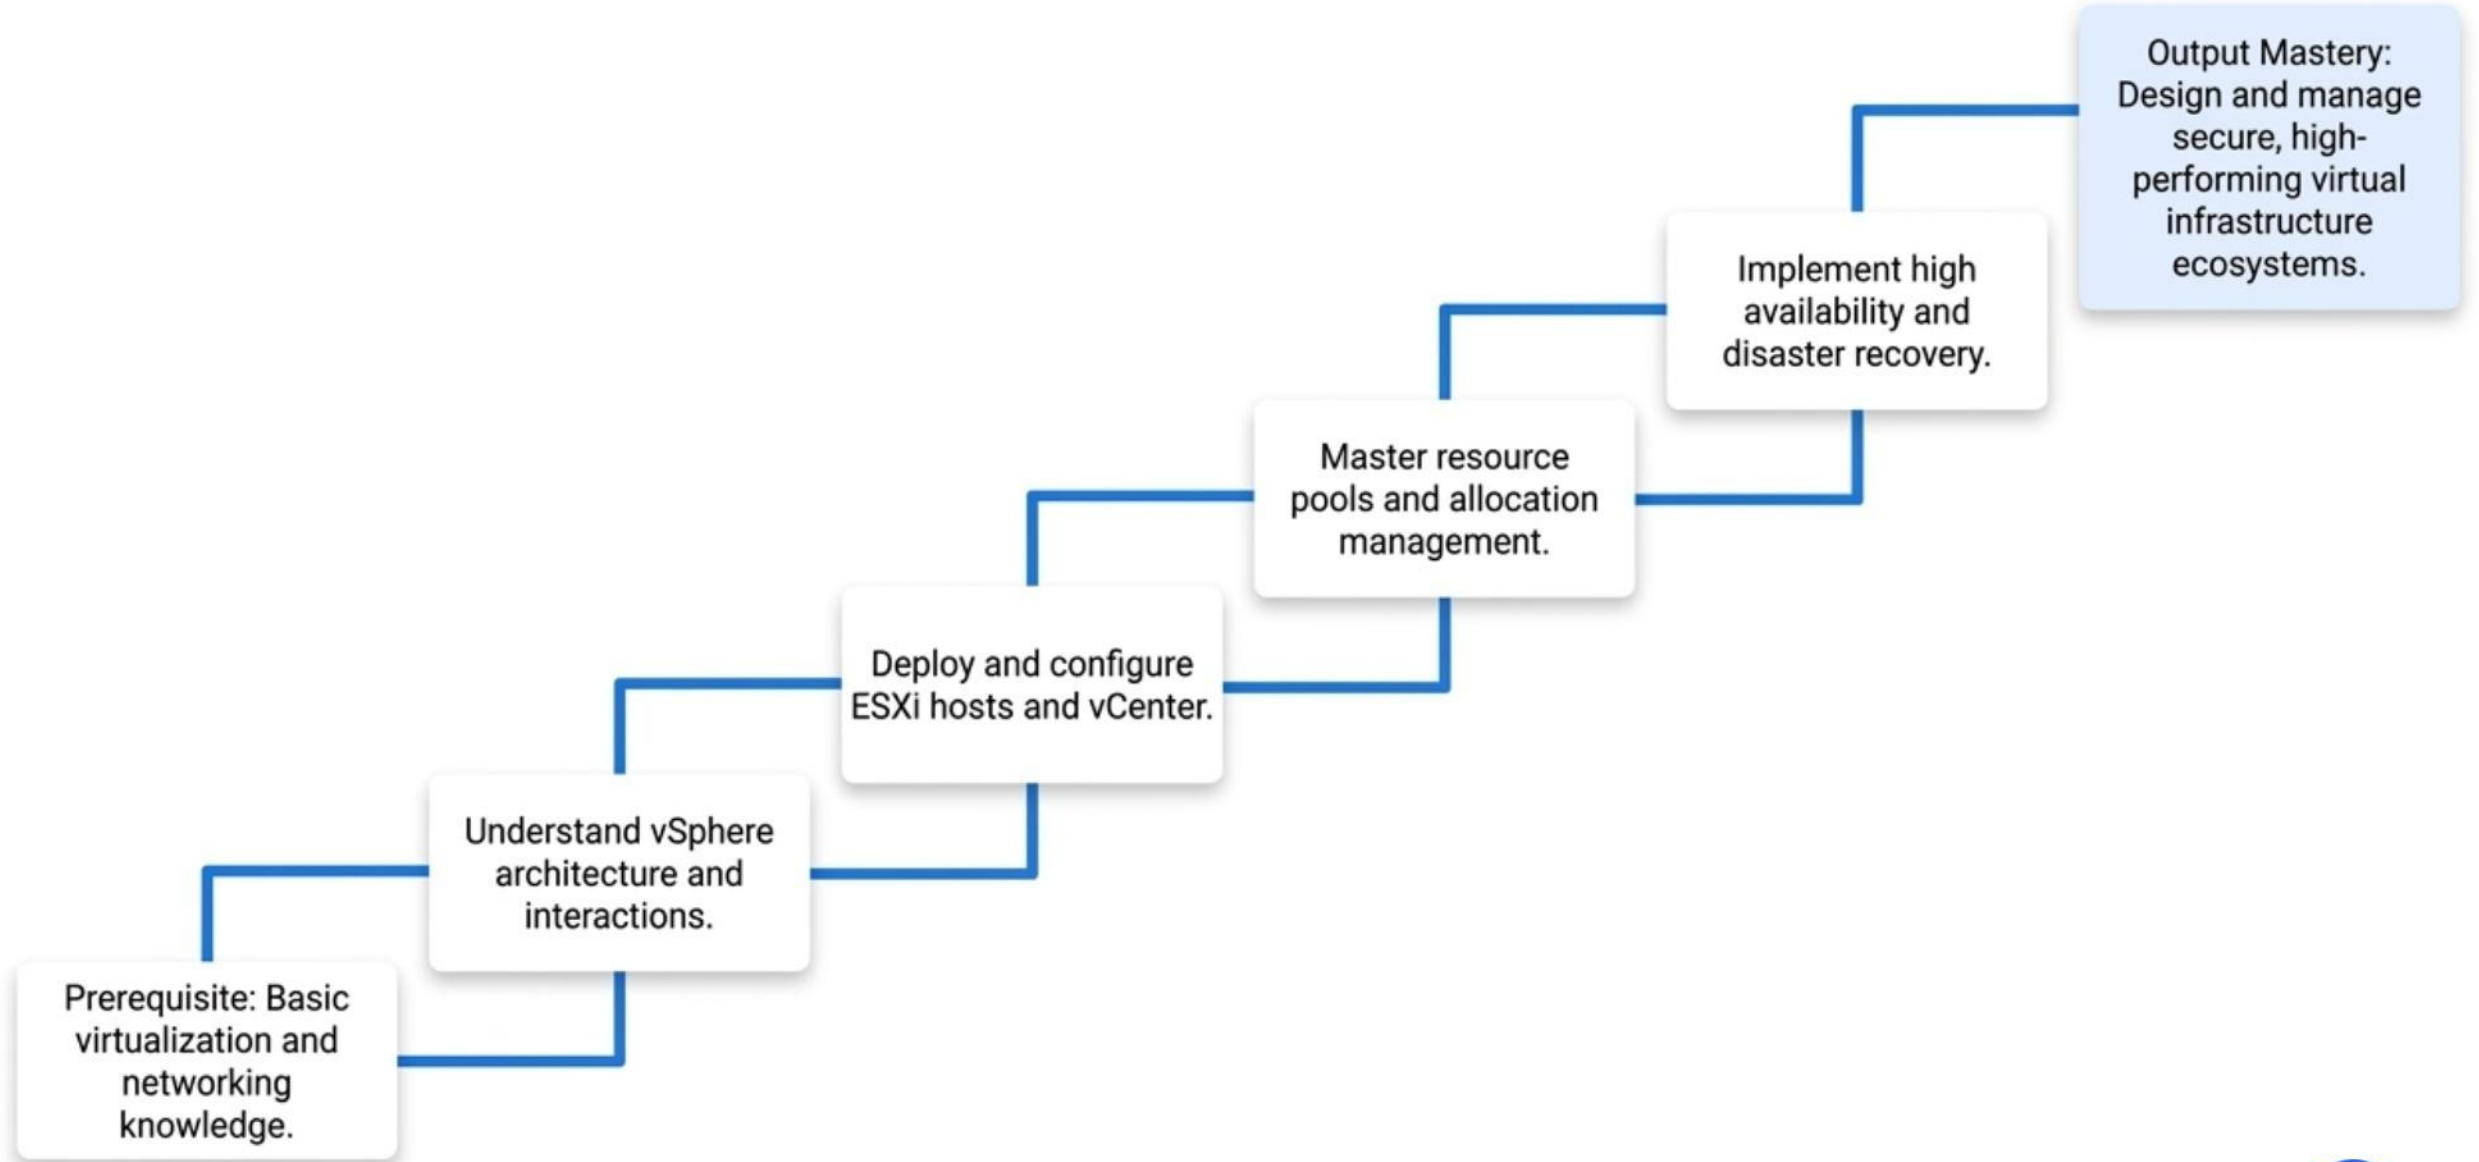 Output Mastery:
Design and manage
secure, high-
performing virtual
infrastructure
ecosystems.
Implement high
availability and
disaster recovery.
Master resource
pools and allocation
management.
Deploy and configure
ESXi hosts and vCenter.
Understand vSphere
architecture and
interactions.
Prerequisite: Basic
virtualization and
networking
knowledge.